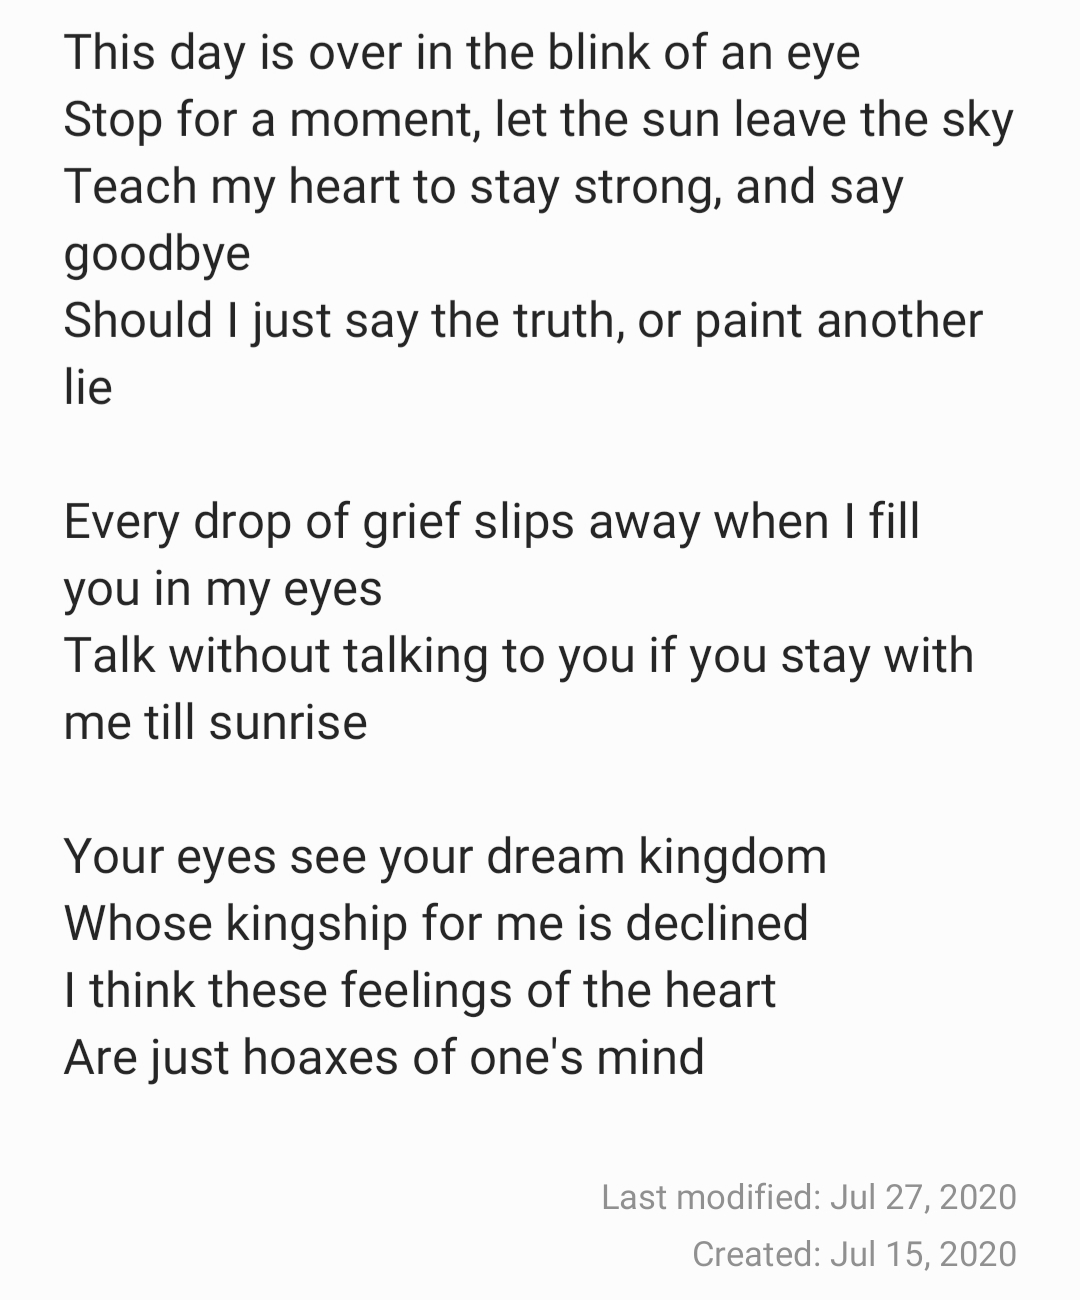 This day is over in the blink of an eye
Stop for a moment, let the sun leave the sky
Teach my heart to stay strong, and say
goodbye
Should I just say the truth, or paint another
lie
Every drop of grief slips away when I fill
you in my eyes
Talk without talking to you if you stay with
me till sunrise
Your eyes see your dream kingdom
Whose kingship for me is declined
I think these feelings of the heart
Are just hoaxes of one's mind
Last modified: Jul 27, 2020
Created: Jul 15, 2020